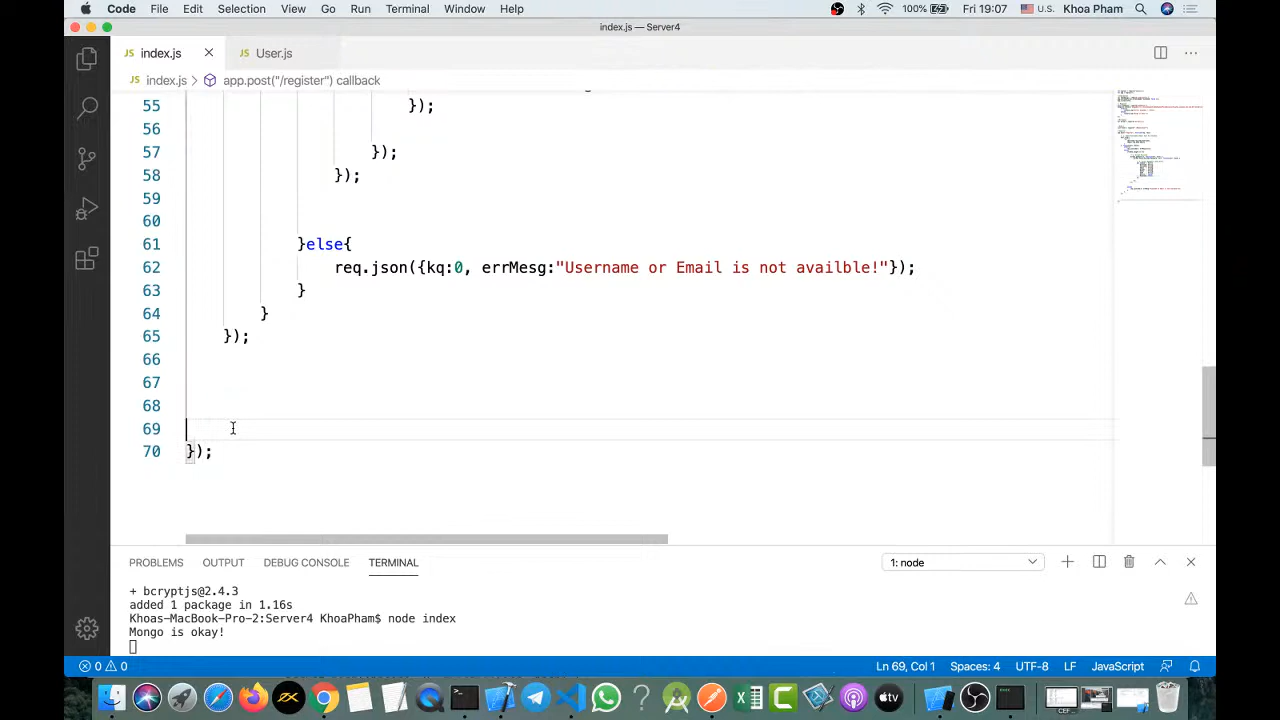 Code File Edit Selection View Go Run Terminal Window Help 100% Fri 19:07 U.S. Khoa Pham
index.js — Server4
JS index.js JS User.js
JS index.js > app.post("/register") callback
55 });
56
57 });
58 });
59
60
61 }else{
62 req.json({kq:0, errMesg:"Username or Email is not availble!"});
63 }
64 }
65 });
66
67
68
69
70 });
PROBLEMS OUTPUT DEBUG CONSOLE TERMINAL 1: node
+ bcryptjs@2.4.3
added 1 package in 1.16s
Khoas-MacBook-Pro-2:Server4 KhoaPham$ node index
Mongo is okay!
0 0 Ln 69, Col 1 Spaces: 4 UTF-8 LF JavaScript